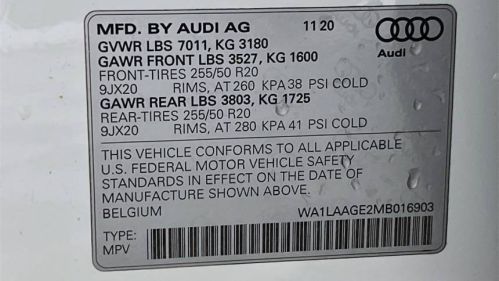 MFD. BY AUDI AG 11 20
GVWR LBS 7011, KG 3180
GAWR FRONT LBS 3527, KG 1600
FRONT-TIRES 255/50 R20
9JX20 RIMS, AT 260 KPA 38 PSI COLD
GAWR REAR LBS 3803, KG 1725
REAR-TIRES 255/50 R20
9JX20 RIMS, AT 280 KPA 41 PSI COLD
Audi
THIS VEHICLE CONFORMS TO ALL APPLICABLE
U.S. FEDERAL MOTOR VEHICLE SAFETY
STANDARDS IN EFFECT ON THE DATE OF
MANUFACTURE SHOWN ABOVE.
BELGIUM WA1LAAGE2MB016903
TYPE:
MPV